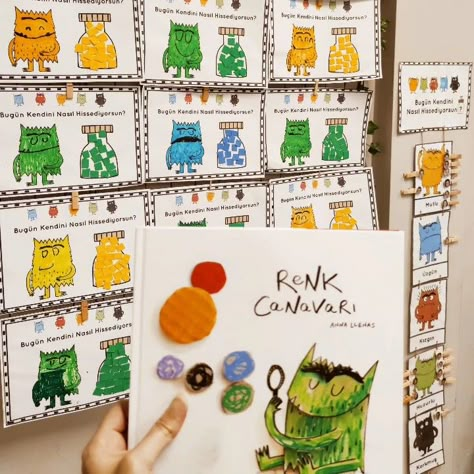 Bugün Kendini Nasıl Hissediyorsun?
Bugün Kendini Nasıl Hissediyorsun?
Bugün Kendini Nasıl Hissediyorsun?
Bugün Kendini Nasıl Hissediyorsun?
Bugün Kendini Nasıl Hissediyorsun?
Bugün Kendini Nasıl Hissediyorsun?
Bugün Kendini
Nasıl Hissediyorsun?
Bugün Kendini Nasıl Hissediyorsun?
Bugün Kendini Nasıl
Bugün Kendini Nasıl Hissediyorsun?
Bugün Kendini Nasıl Hissediyorsun?
RENK
CANAVARI
ANNA LLENAS
Mutlu
Üzgün
Kızgın
Huzurlu
Korkmuş